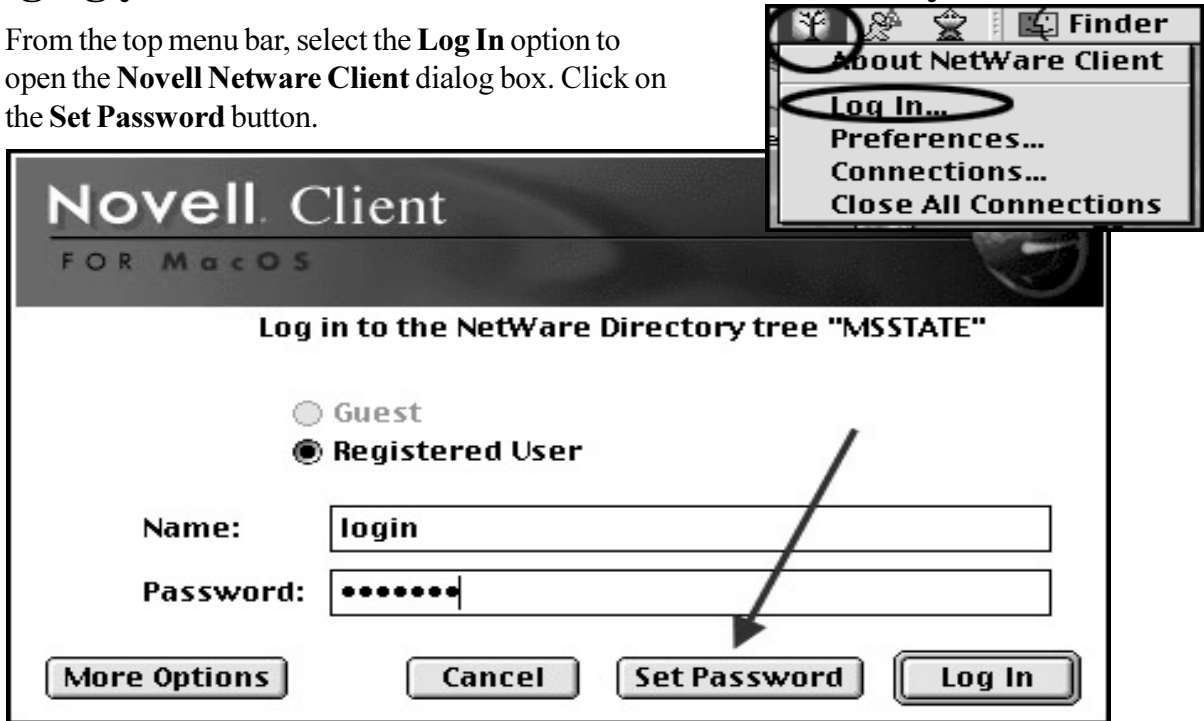 From the top menu bar, select the Log In option to
open the Novell Netware Client dialog box. Click on
the Set Password button.
Finder
About NetWare Client
Log In...
Preferences...
Connections...
Close All Connections
Novell. Client
FOR MacOS
Log in to the NetWare Directory tree "MSSTATE"
Guest
Registered User
Name: login
Password: •••••••
More Options Cancel Set Password Log In